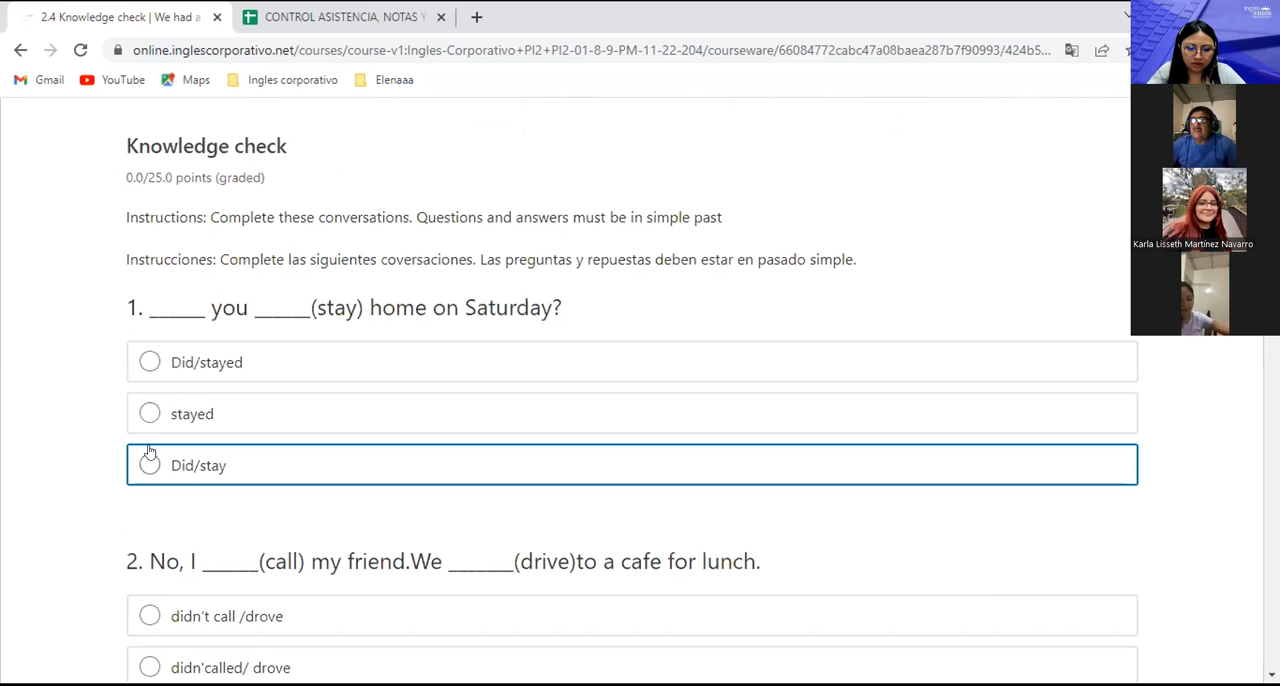 2.4 Knowledge check | We had a
CONTROL ASISTENCIA, NOTAS Y
online.inglescorporativo.net/courses/course-v1:Ingles-Corporativo+PI2+PI2-01-8-9-PM-11-22-204/courseware/66084772cabc47a08baea287b7f90993/424b5...
Gmail YouTube Maps Ingles corporativo Elenaaa
Knowledge check
0.0/25.0 points (graded)
Instructions: Complete these conversations. Questions and answers must be in simple past
Instrucciones: Complete las siguientes coversaciones. Las preguntas y repuestas deben estar en pasado simple.
1. ______ you ______(stay) home on Saturday?
Did/stayed
stayed
Did/stay
2. No, I ______(call) my friend.We _______(drive)to a cafe for lunch.
didn't call /drove
didn'called/ drove
Karla Lisseth Martínez Navarro